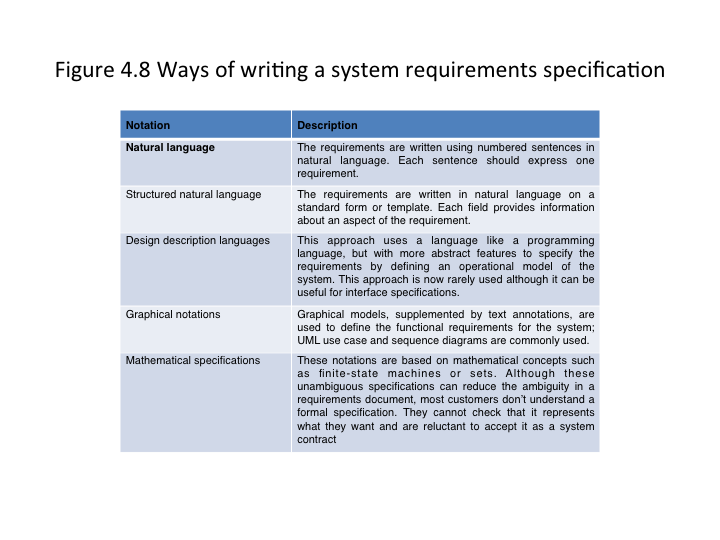 Figure 4.8 Ways of writing a system requirements specification
Notation
Description
Natural language
The requirements are written using numbered sentences in
natural language. Each sentence should express one
requirement.
Structured natural language
The requirements are written in natural language on a
standard form or template. Each field provides information
about an aspect of the requirement.
Design description languages
This approach uses a language like a programming
language, but with more abstract features to specify the
requirements by defining an operational model of the
system. This approach is now rarely used although it can be
useful for interface specifications.
Graphical notations
Graphical models, supplemented by text annotations, are
used to define the functional requirements for the system;
UML use case and sequence diagrams are commonly used.
Mathematical specifications
These notations are based on mathematical concepts such
as finite-state machines or sets. Although these
unambiguous specifications can reduce the ambiguity in a
requirements document, most customers don't understand a
formal specification. They cannot check that it represents
what they want and are reluctant to accept it as a system
contract